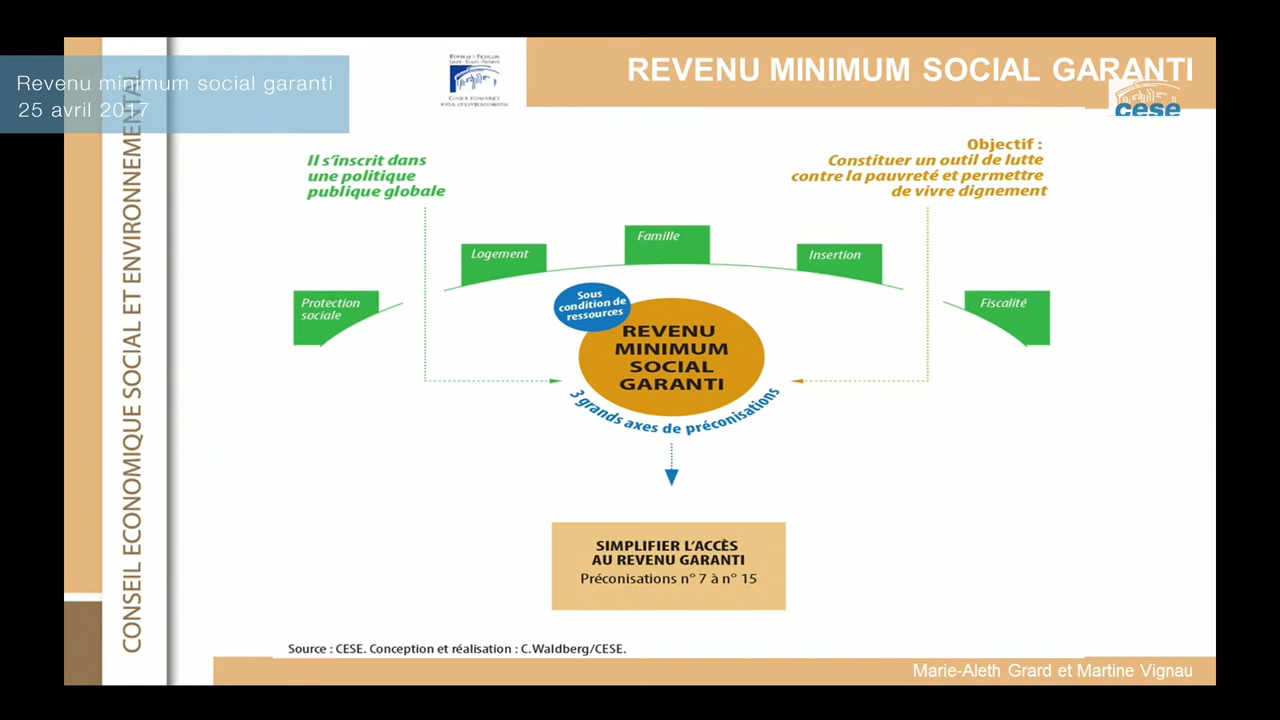 Revenu minimum social garanti
25 avril 2017
CONSEIL ECONOMIQUE SOCIAL ET ENVIRONNEMENTAL
REVENU MINIMUM SOCIAL GARANTI
cese
Il s'inscrit dans
une politique
publique globale
Objectif :
Constituer un outil de lutte
contre la pauvreté et permettre
de vivre dignement
Protection
sociale
Logement
Famille
Insertion
Fiscalité
Sous
condition de
ressources
REVENU
MINIMUM
SOCIAL
GARANTI
3 grands axes de préconisations
SIMPLIFIER L'ACCÈS
AU REVENU GARANTI
Préconisations n° 7 à n° 15
Source : CESE. Conception et réalisation : C.Waldberg/CESE.
Marie-Aleth Grard et Martine Vignau